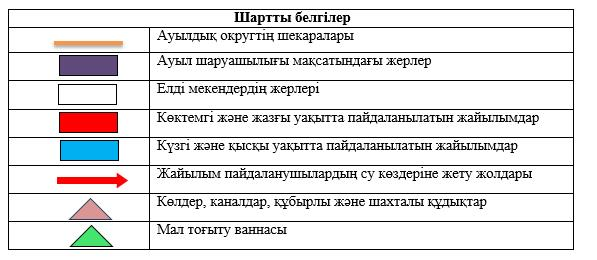 Шартты белгілер
Ауылдық округтің шекаралары
Ауыл шаруашылығы мақсатындағы жерлер
Елді мекендердің жерлері
Көктемгі және жазғы уақытта пайдаланылатын жайылымдар
Күзгі және қысқы уақытта пайдаланылатын жайылымдар
Жайылым пайдаланушылардың су көздеріне жету жолдары
Көлдер, каналдар, құбырлы және шахталы құдықтар
Мал тоғыту ваннасы